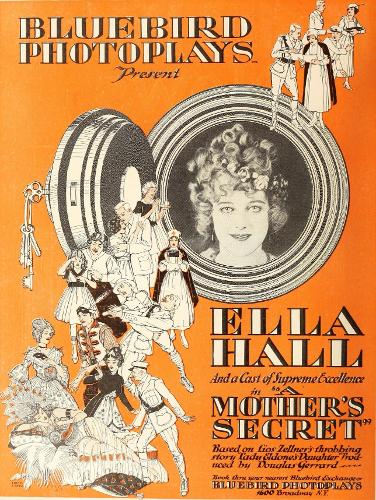 BLUEBIRD
PHOTOPLAYS
Present
ELLA
HALL
And a Cast of Supreme Excellence
in "A
MOTHER'S
SECRET"
Based on Lois Zellner's throbbing
story Lady Eldone's Daughter Prod-
uced by Douglas Gerrard
Book thru your nearest Bluebird Exchange or
BLUEBIRD PHOTOPLAYS
1600 Broadway N.Y.